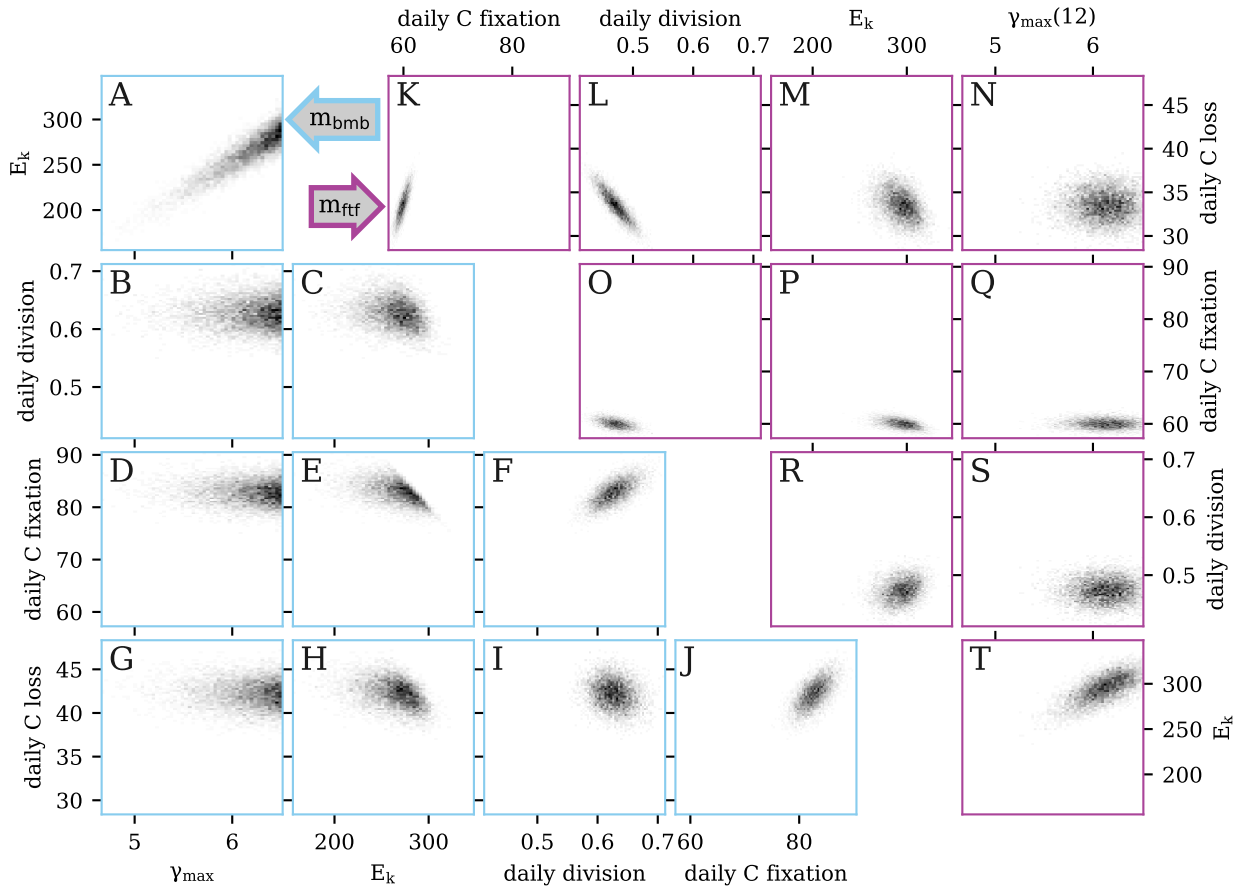 daily C fixation daily division E_k γ_max(12)
60 80 0.5 0.6 0.7 200 300 5 6
A K L M N
m_bmb
m_ftf
E_k 300 250 200
45 40 35 30 daily C loss
B C O P Q
daily division 0.7 0.6 0.5
90 80 70 60 daily C fixation
D E F R S
daily C fixation 90 80 70 60
0.7 0.6 0.5 daily division
G H I J T
daily C loss 45 40 35 30
300 250 200 E_k
5 6 200 300 0.5 0.6 0.7 60 80
γ_max E_k daily division daily C fixation